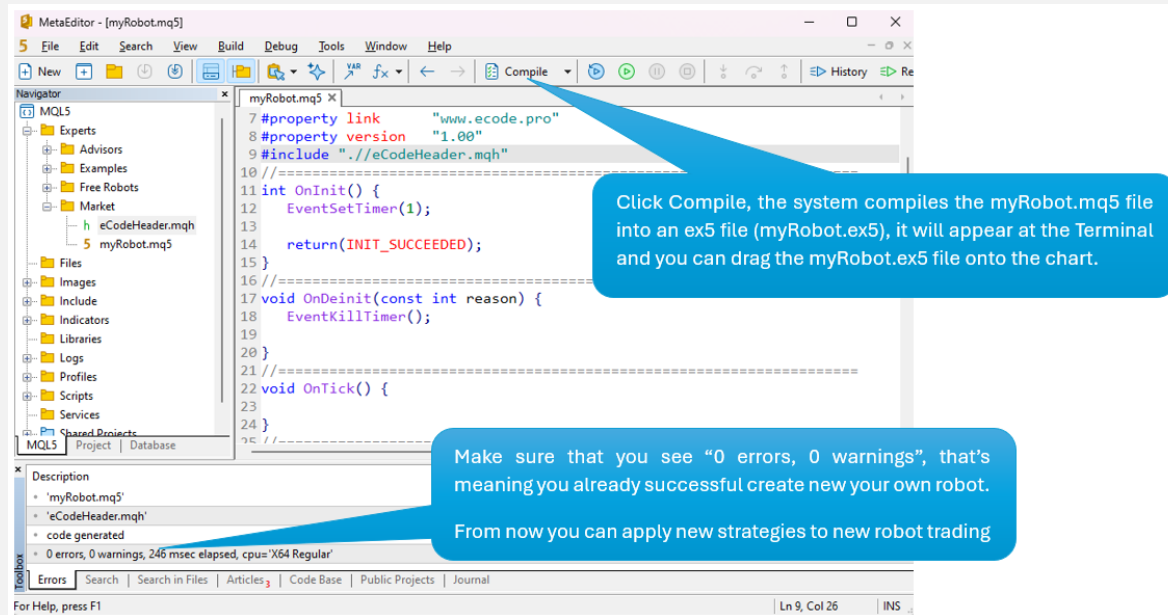 MetaEditor - [myRobot.mq5]
5 File Edit Search View Build Debug Tools Window Help
New VAR Compile History Re
Navigator
MQL5
Experts
Advisors
Examples
Free Robots
Market
h eCodeHeader.mqh
5 myRobot.mq5
Files
Images
Include
Indicators
Libraries
Logs
Profiles
Scripts
Services
Shared Projects
MQL5 Project | Database
myRobot.mq5
7 #property link "www.ecode.pro"
8 #property version "1.00"
9 #include ".//eCodeHeader.mqh"
10 //==================================================================
11 int OnInit() {
12 EventSetTimer(1);
13
14 return(INIT_SUCCEEDED);
15 }
16 //==================================================================
17 void OnDeinit(const int reason) {
18 EventKillTimer();
19
20 }
21 //==================================================================
22 void OnTick() {
23
24 }
25 //==================================================================
Click Compile, the system compiles the myRobot.mq5 file
into an ex5 file (myRobot.ex5), it will appear at the Terminal
and you can drag the myRobot.ex5 file onto the chart.
Make sure that you see “0 errors, 0 warnings”, that’s
meaning you already successful create new your own robot.
From now you can apply new strategies to new robot trading
Description
'myRobot.mq5'
'eCodeHeader.mqh'
code generated
0 errors, 0 warnings, 246 msec elapsed, cpu='X64 Regular'
Toolbox
Errors Search | Search in Files | Articles 3 | Code Base | Public Projects | Journal
For Help, press F1 Ln 9, Col 26 INS